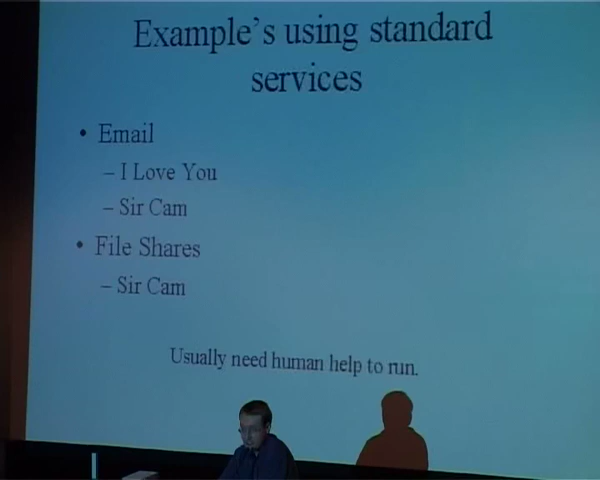 Example's using standard
services
• Email
– I Love You
– Sir Cam
• File Shares
– Sir Cam
Usually need human help to run.